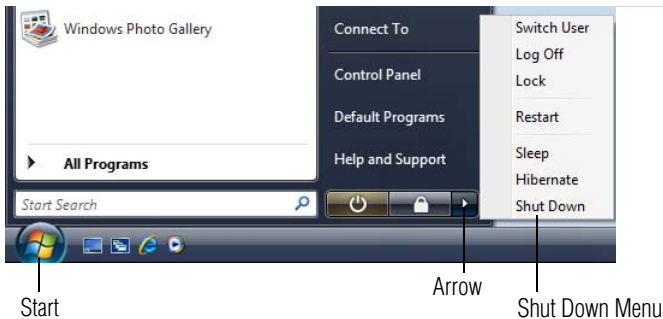 Windows Photo Gallery
All Programs
Start Search
Connect To
Control Panel
Default Programs
Help and Support
Switch User
Log Off
Lock
Restart
Sleep
Hibernate
Shut Down
Start
Arrow
Shut Down Menu